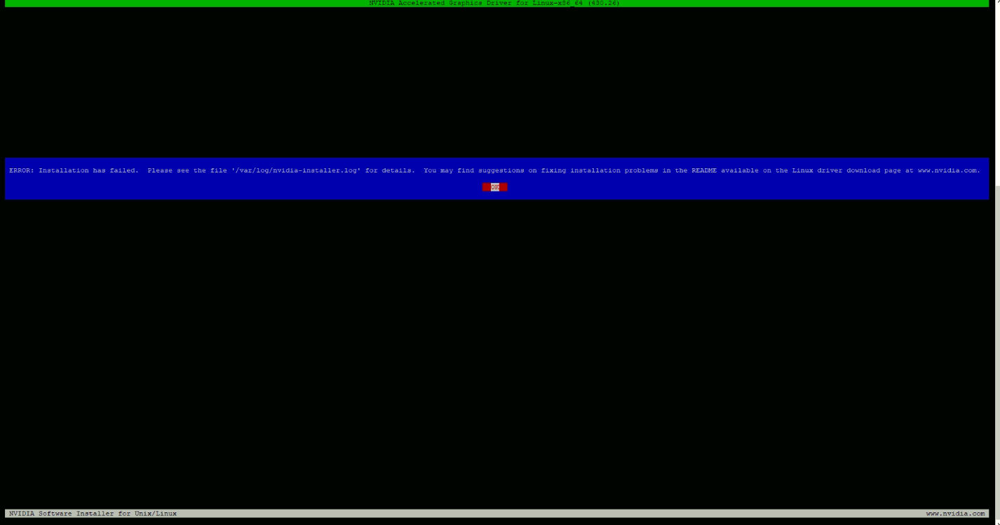 NVIDIA Accelerated Graphics Driver for Linux-x86_64 (430.26)
ERROR: Installation has failed.  Please see the file '/var/log/nvidia-installer.log' for details.  You may find suggestions on fixing installation problems in the README available on the Linux driver download page at www.nvidia.com.
OK
NVIDIA Software Installer for Unix/Linux
www.nvidia.com